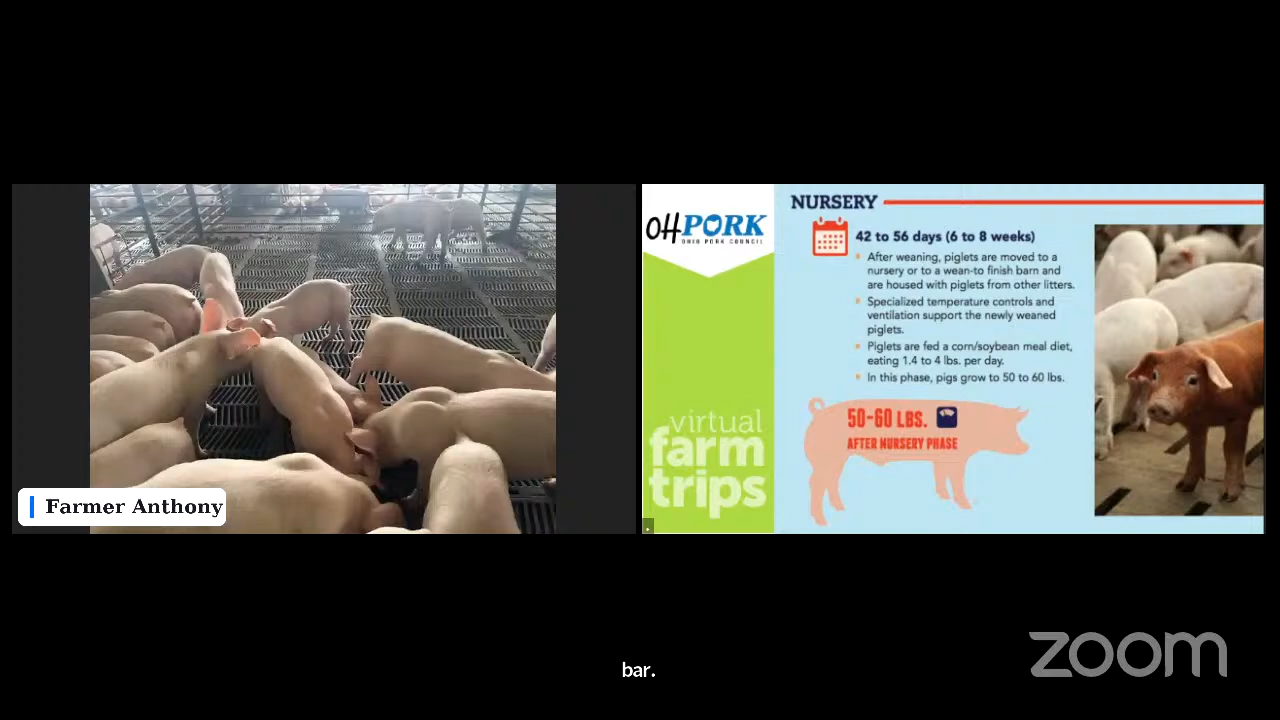 Farmer Anthony
OHPORK
OHIO PORK COUNCIL
virtual
farm
trips
NURSERY
42 to 56 days (6 to 8 weeks)
After weaning, piglets are moved to a
nursery or to a wean-to finish barn and
are housed with piglets from other litters.
Specialized temperature controls and
ventilation support the newly weaned
piglets.
Piglets are fed a corn/soybean meal diet,
eating 1.4 to 4 lbs. per day.
In this phase, pigs grow to 50 to 60 lbs.
50-60 LBS.
AFTER NURSERY PHASE
bar.
zoom